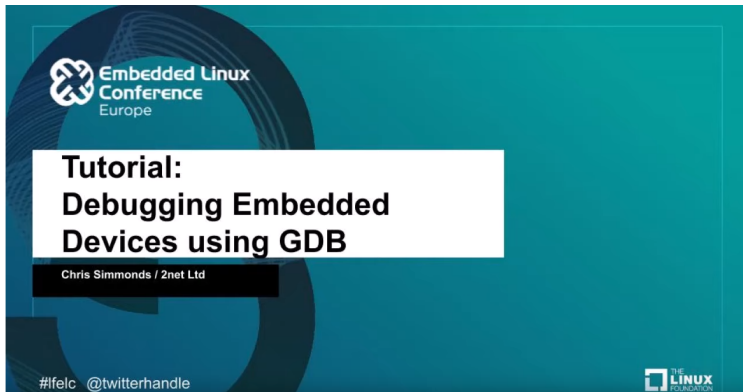 Embedded Linux
Conference
Europe
Tutorial:
Debugging Embedded
Devices using GDB
Chris Simmonds / 2net Ltd
#lfelc @twitterhandle
THE
LINUX
FOUNDATION